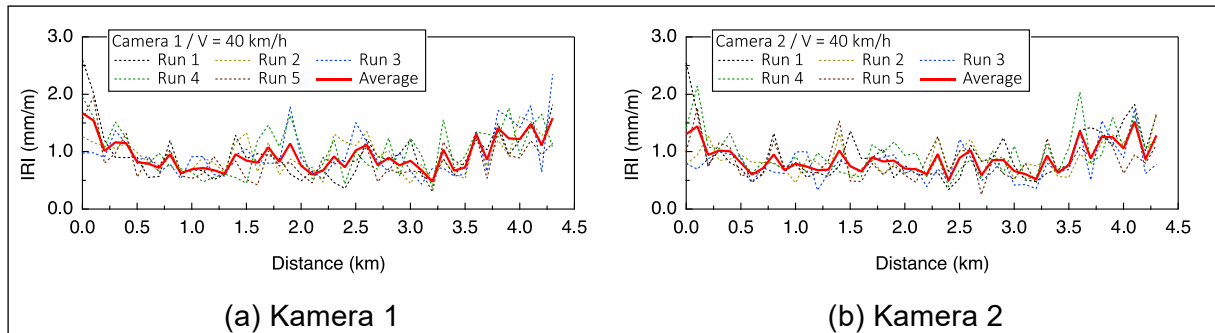 3.0
2.0
1.0
0.0
IRI (mm/m)
Camera 1 / V = 40 km/h
Run 1 Run 2 Run 3
Run 4 Run 5 Average
0.0 0.5 1.0 1.5 2.0 2.5 3.0 3.5 4.0 4.5
Distance (km)
(a) Kamera 1
3.0
2.0
1.0
0.0
IRI (mm/m)
Camera 2 / V = 40 km/h
Run 1 Run 2 Run 3
Run 4 Run 5 Average
0.0 0.5 1.0 1.5 2.0 2.5 3.0 3.5 4.0 4.5
Distance (km)
(b) Kamera 2